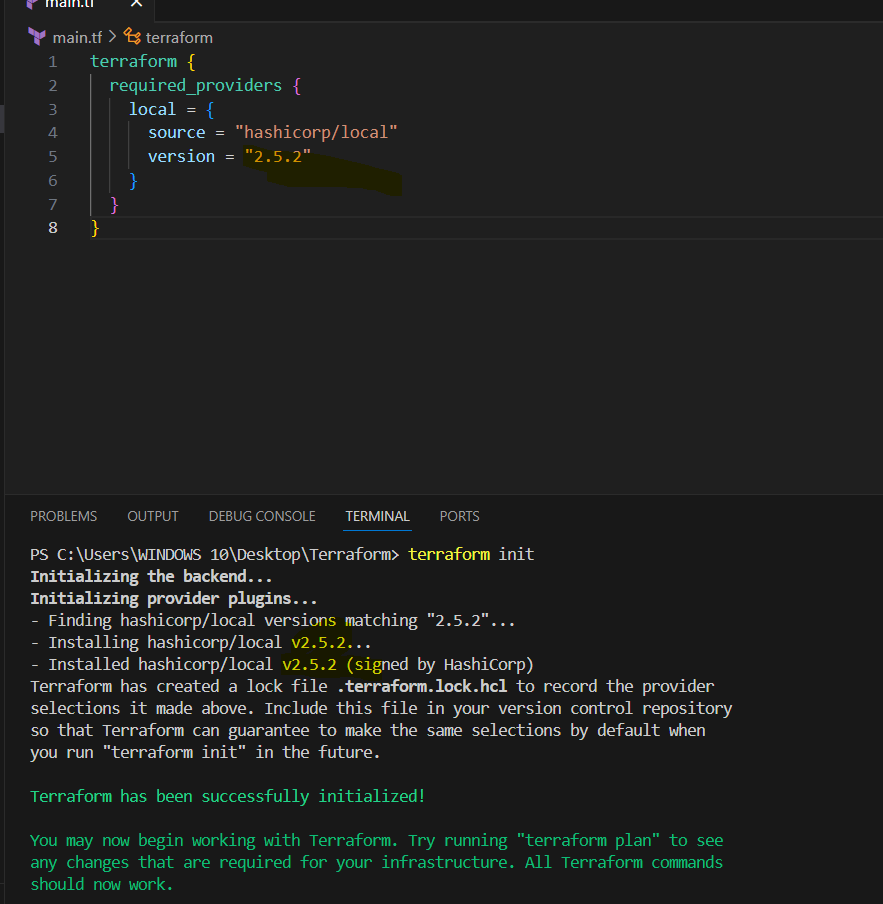 main.tf
main.tf > terraform
1 terraform {
2 required_providers {
3 local = {
4 source = "hashicorp/local"
5 version = "2.5.2"
6 }
7 }
8 }
PROBLEMS OUTPUT DEBUG CONSOLE TERMINAL PORTS
PS C:\Users\WINDOWS 10\Desktop\Terraform> terraform init
Initializing the backend...
Initializing provider plugins...
- Finding hashicorp/local versions matching "2.5.2"...
- Installing hashicorp/local v2.5.2...
- Installed hashicorp/local v2.5.2 (signed by HashiCorp)
Terraform has created a lock file .terraform.lock.hcl to record the provider
selections it made above. Include this file in your version control repository
so that Terraform can guarantee to make the same selections by default when
you run "terraform init" in the future.
Terraform has been successfully initialized!
You may now begin working with Terraform. Try running "terraform plan" to see
any changes that are required for your infrastructure. All Terraform commands
should now work.